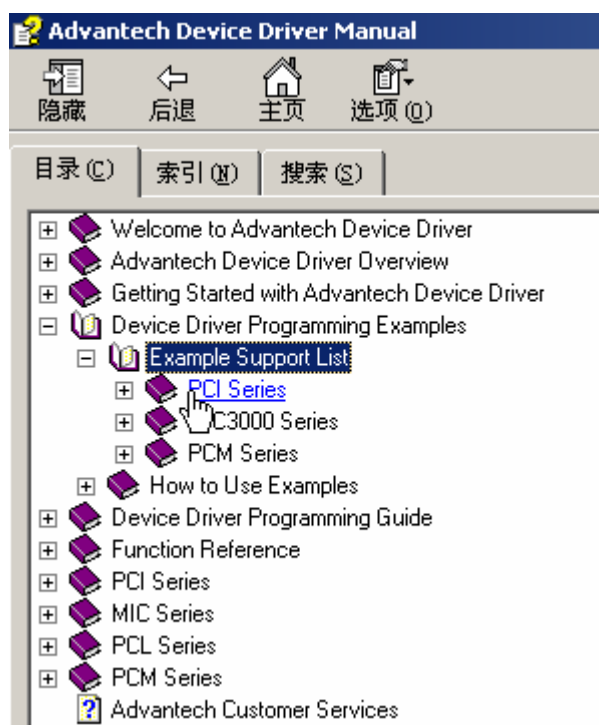 Advantech Device Driver Manual
隐藏 后退 主页 选项(O)
目录(C) 索引(N) 搜索(S)
Welcome to Advantech Device Driver
Advantech Device Driver Overview
Getting Started with Advantech Device Driver
Device Driver Programming Examples
Example Support List
PCI Series
C3000 Series
PCM Series
How to Use Examples
Device Driver Programming Guide
Function Reference
PCI Series
MIC Series
PCL Series
PCM Series
Advantech Customer Services